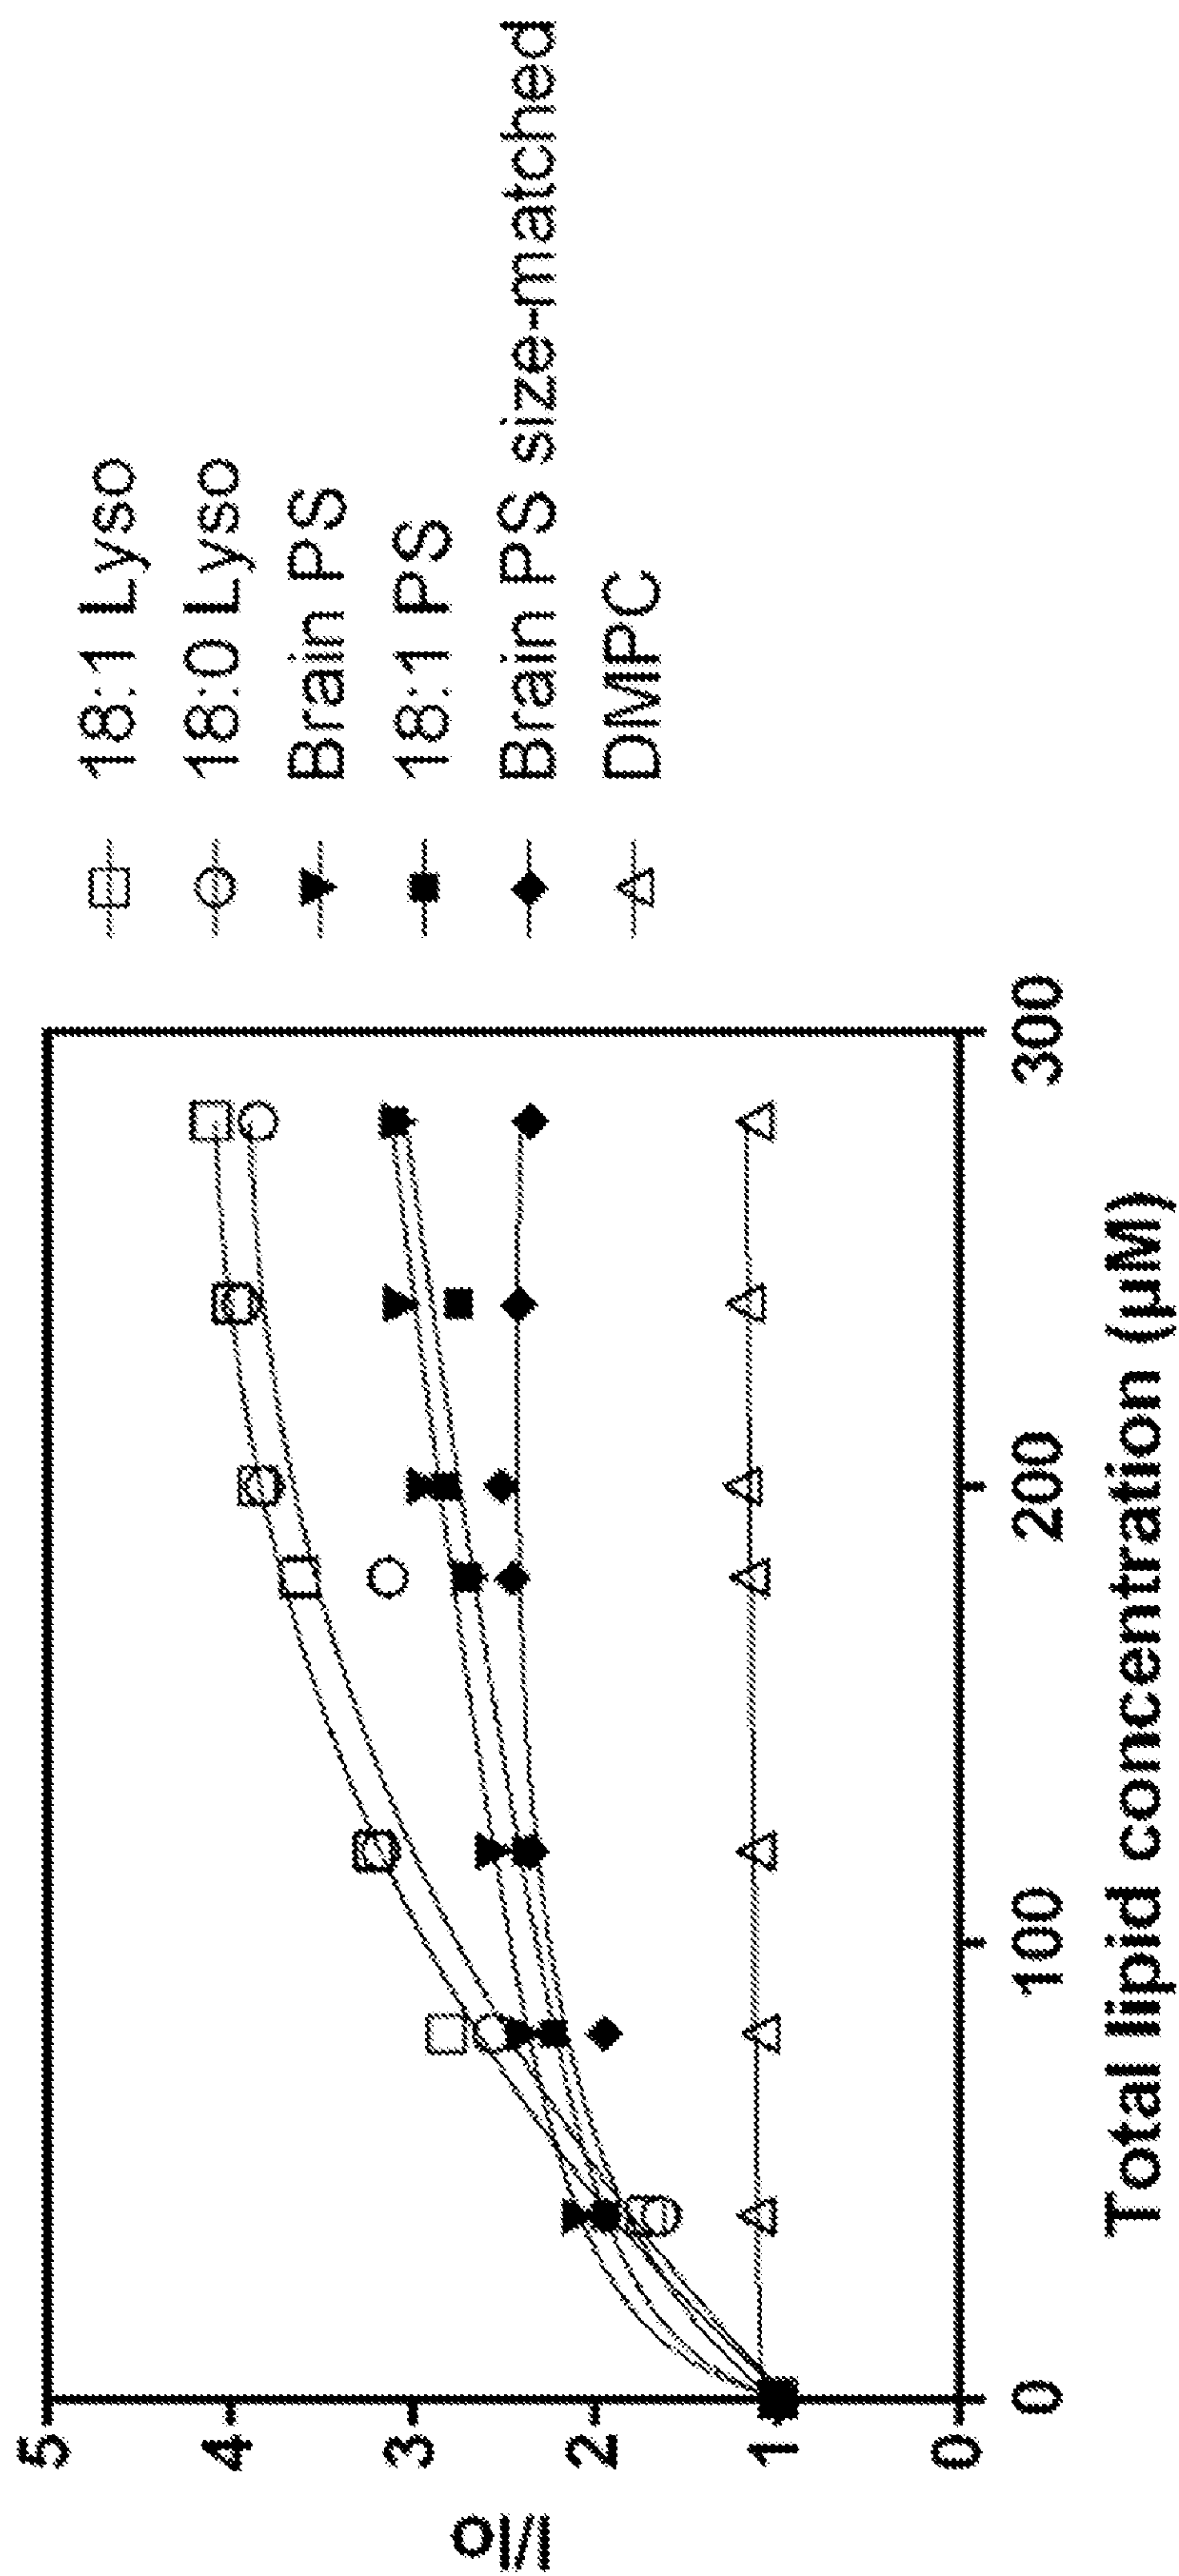 I/Io
5
4
3
2
1
0
0
100
200
300
Total lipid concentration (µM)
18:1 Lyso
18:0 Lyso
Brain PS
18:1 PS
Brain PS size-matched
DMPC